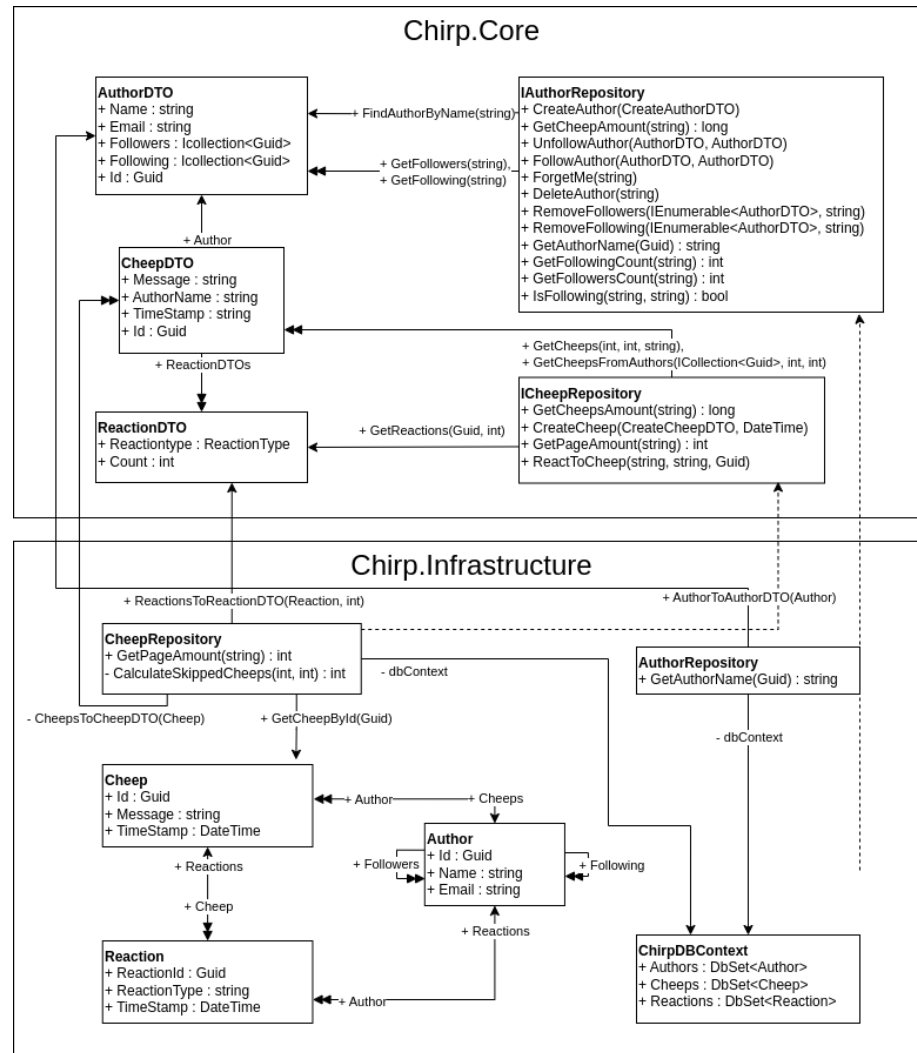 Chirp.Core
AuthorDTO
+ Name : string
+ Email : string
+ Followers : Icollection<Guid>
+ Following : Icollection<Guid>
+ Id : Guid
+ FindAuthorByName(string)
+ GetFollowers(string),
+ GetFollowing(string)
IAuthorRepository
+ CreateAuthor(CreateAuthorDTO)
+ GetCheepAmount(string) : long
+ UnfollowAuthor(AuthorDTO, AuthorDTO)
+ FollowAuthor(AuthorDTO, AuthorDTO)
+ ForgetMe(string)
+ DeleteAuthor(string)
+ RemoveFollowers(IEnumerable<AuthorDTO>, string)
+ RemoveFollowing(IEnumerable<AuthorDTO>, string)
+ GetAuthorName(Guid) : string
+ GetFollowingCount(string) : int
+ GetFollowersCount(string) : int
+ IsFollowing(string, string) : bool
+ Author
CheepDTO
+ Message : string
+ AuthorName : string
+ TimeStamp : string
+ Id : Guid
+ GetCheeps(int, int, string),
+ GetCheepsFromAuthors(ICollection<Guid>, int, int)
+ ReactionDTOs
ReactionDTO
+ Reactiontype : ReactionType
+ Count : int
+ GetReactions(Guid, int)
ICheepRepository
+ GetCheepsAmount(string) : long
+ CreateCheep(CreateCheepDTO, DateTime)
+ GetPageAmount(string) : int
+ ReactToCheep(string, string, Guid)
Chirp.Infrastructure
+ ReactionsToReactionDTO(Reaction, int)
+ AuthorToAuthorDTO(Author)
CheepRepository
+ GetPageAmount(string) : int
- CalculateSkippedCheeps(int, int) : int
- dbContext
AuthorRepository
+ GetAuthorName(Guid) : string
- CheepsToCheepDTO(Cheep)
+ GetCheepById(Guid)
- dbContext
Cheep
+ Id : Guid
+ Message : string
+ TimeStamp : DateTime
+ Author
+ Cheeps
Author
+ Id : Guid
+ Name : string
+ Email : string
+ Followers
+ Following
+ Reactions
+ Cheep
+ Reactions
Reaction
+ ReactionId : Guid
+ ReactionType : string
+ TimeStamp : DateTime
+ Author
ChirpDBContext
+ Authors : DbSet<Author>
+ Cheeps : DbSet<Cheep>
+ Reactions : DbSet<Reaction>